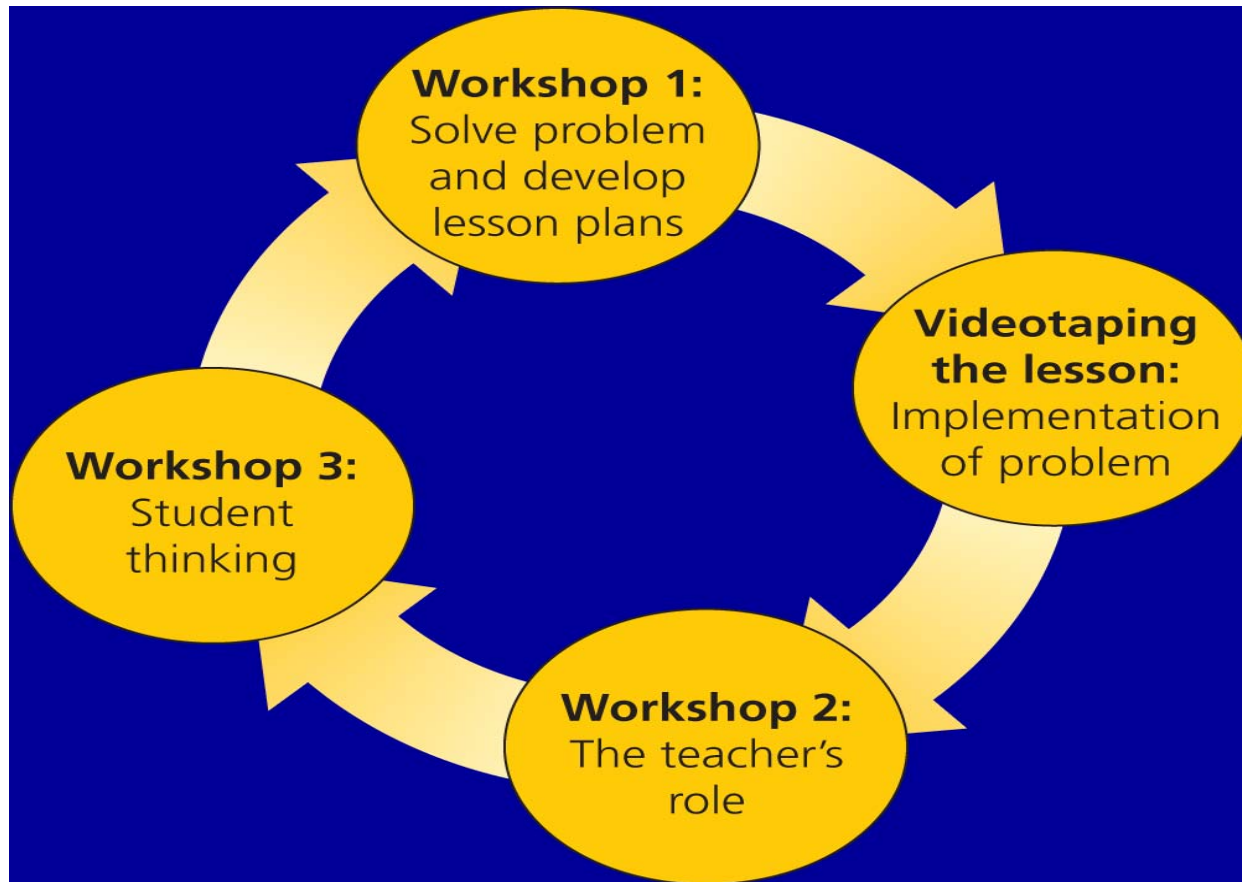 Workshop 1:
Solve problem
and develop
lesson plans
Videotaping
the lesson:
Implementation
of problem
Workshop 2:
The teacher’s
role
Workshop 3:
Student
thinking